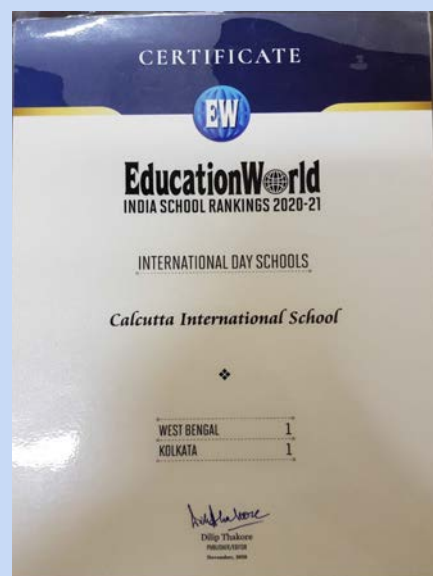 CERTIFICATE
EW
EducationWorld
INDIA SCHOOL RANKINGS 2020-21
INTERNATIONAL DAY SCHOOLS
Calcutta International School
WEST BENGAL 1
KOLKATA 1
Dilip Thakore
PUBLISHER/EDITOR